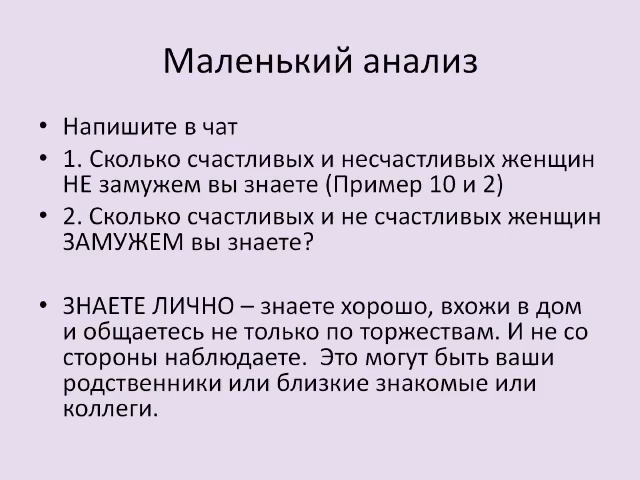 Маленький анализ
• Напишите в чат
• 1. Сколько счастливых и несчастливых женщин
НЕ замужем вы знаете (Пример 10 и 2)
• 2. Сколько счастливых и не счастливых женщин
ЗАМУЖЕМ вы знаете?
• ЗНАЕТЕ ЛИЧНО – знаете хорошо, вхожи в дом
и общаетесь не только по торжествам. И не со
стороны наблюдаете.  Это могут быть ваши
родственники или близкие знакомые или
коллеги.